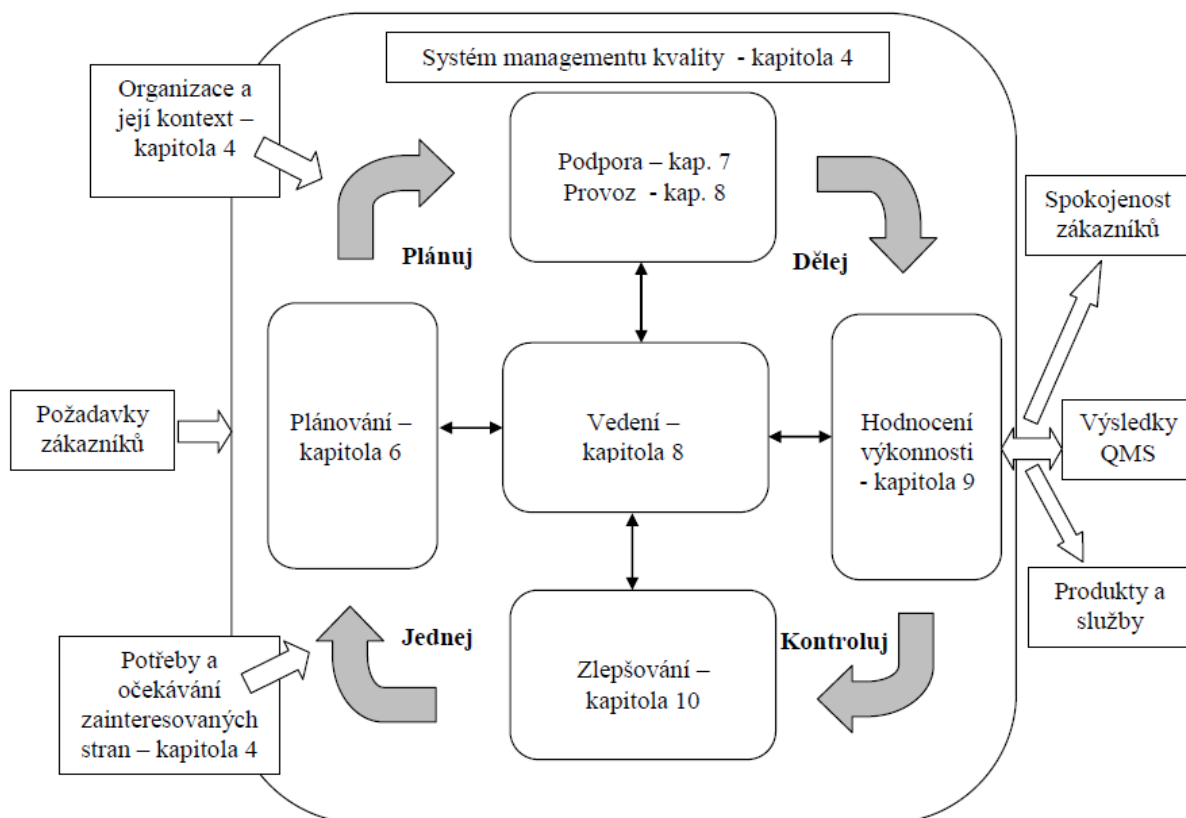 Systém managementu kvality - kapitola 4
Organizace a
její kontext –
kapitola 4
Podpora – kap. 7
Provoz - kap. 8
Plánuj
Dělej
Spokojenost
zákazníků
Požadavky
zákazníků
Plánování –
kapitola 6
Vedení –
kapitola 8
Hodnocení
výkonnosti
- kapitola 9
Výsledky
QMS
Produkty a
služby
Jednej
Kontroluj
Potřeby a
očekávání
zainteresovaných
stran – kapitola 4
Zlepšování –
kapitola 10